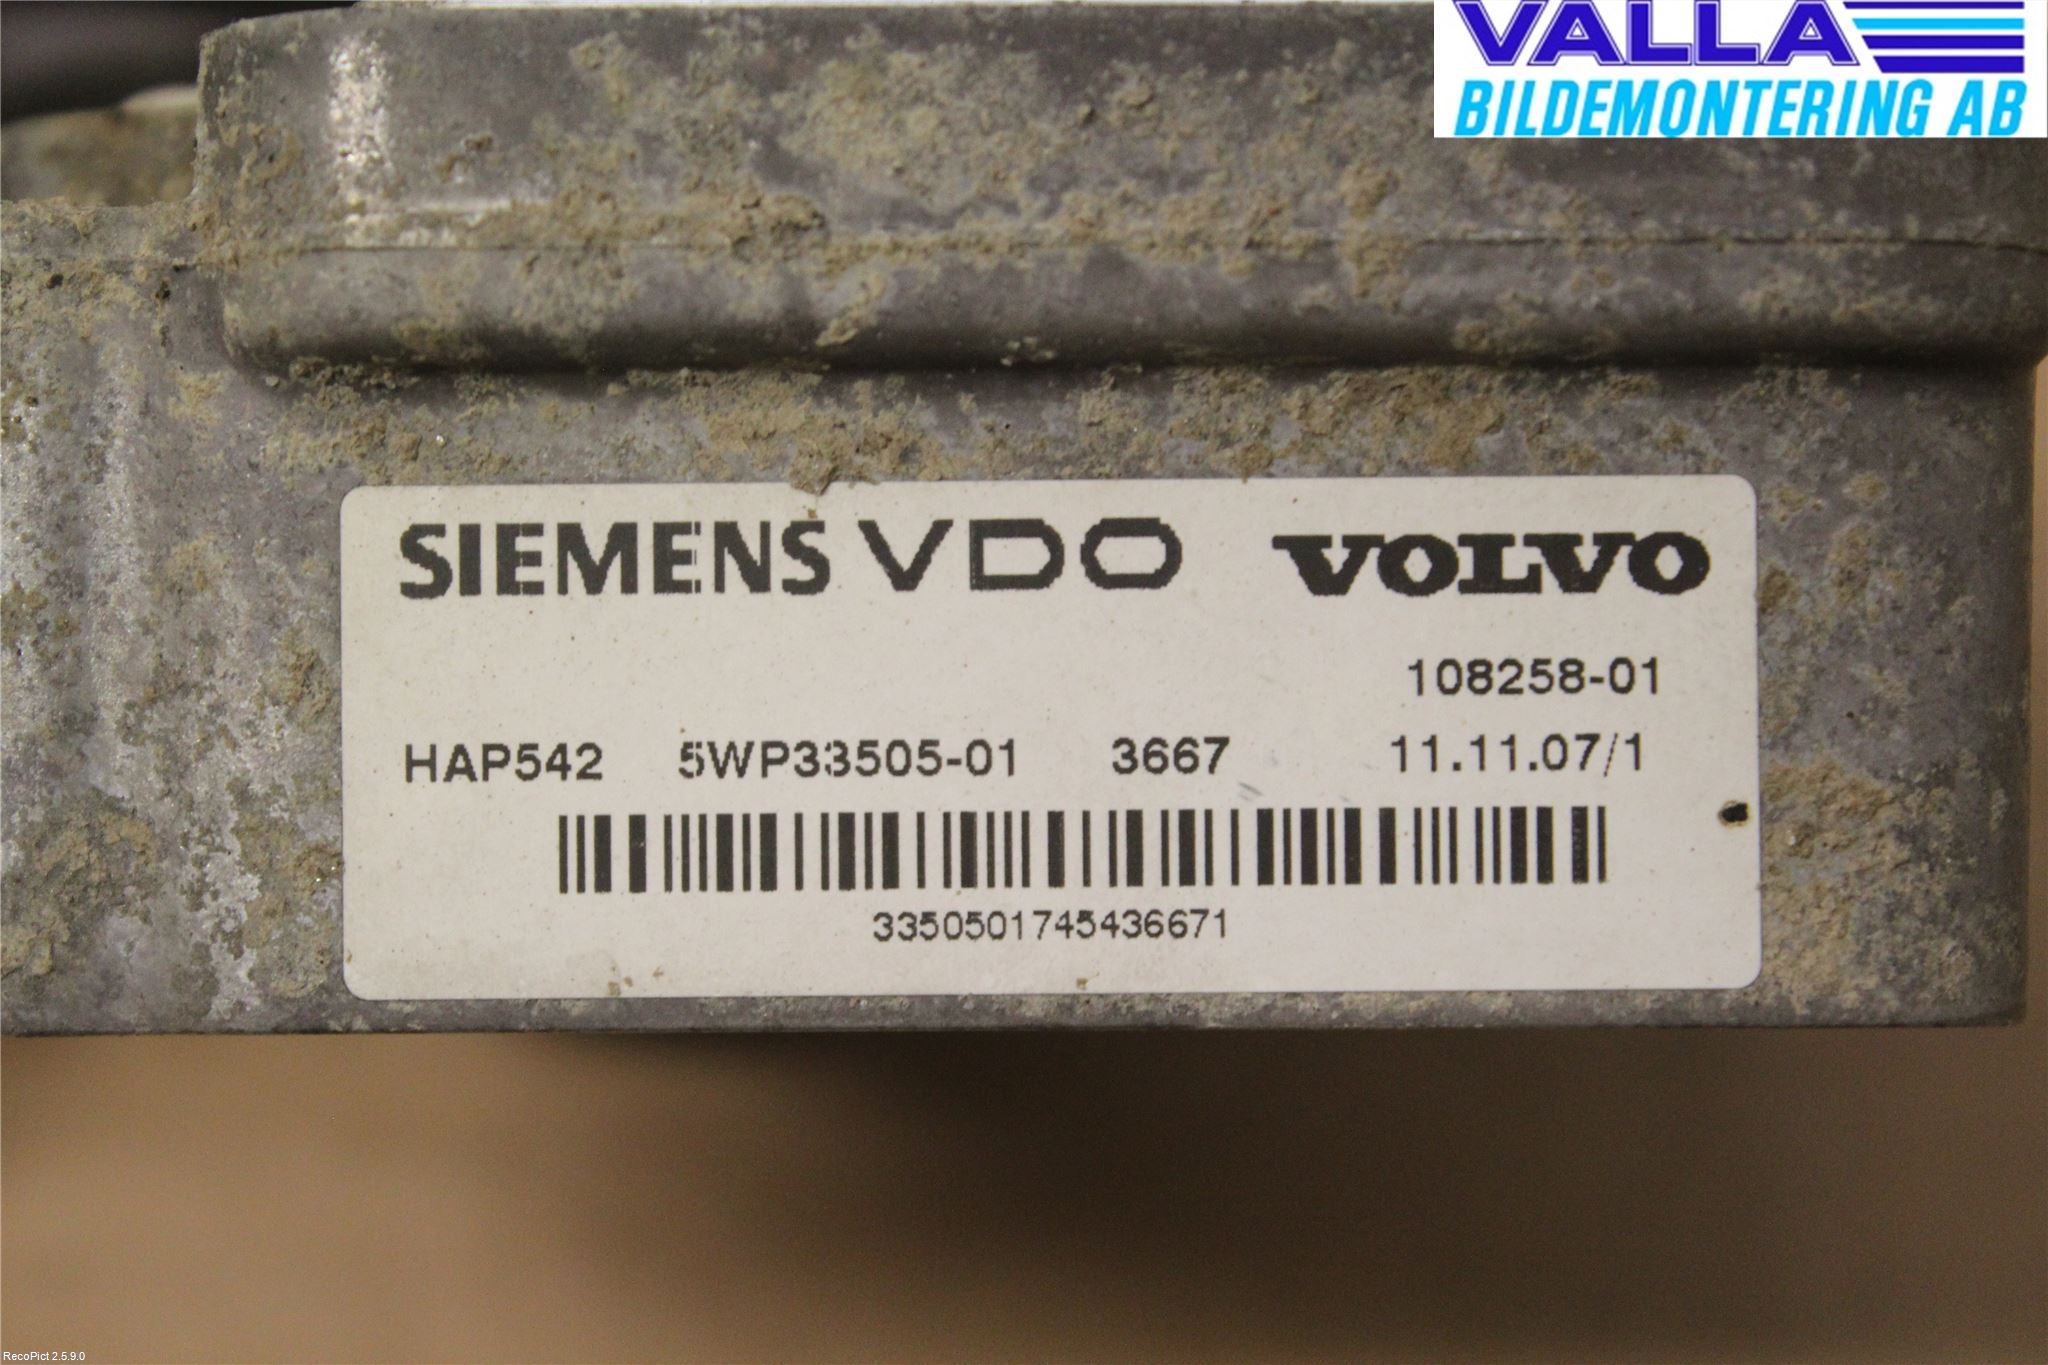 VALLA
BILDEMONTERING AB
SIEMENS VDO VOLVO
108258-01
HAP542 5WP33505-01 3667 11.11.07/1
3350501745436671
RecoPict 2.5.9.0